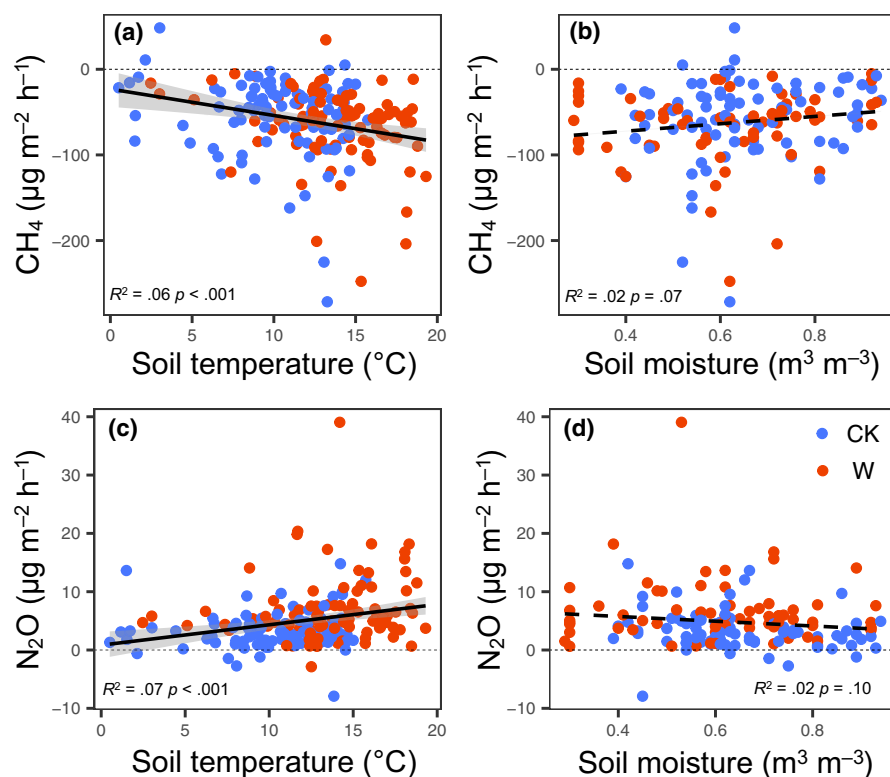 (a)
0
−100
−200
CH₄ (µg m⁻² h⁻¹)
R² = .06 p < .001
0 5 10 15 20
Soil temperature (°C)
(b)
0
−100
−200
CH₄ (µg m⁻² h⁻¹)
R² = .02 p = .07
0.4 0.6 0.8
Soil moisture (m³ m⁻³)
(c)
40
30
20
10
0
−10
N₂O (µg m⁻² h⁻¹)
R² = .07 p < .001
0 5 10 15 20
Soil temperature (°C)
(d)
CK
W
40
30
20
10
0
−10
N₂O (µg m⁻² h⁻¹)
R² = .02 p = .10
0.4 0.6 0.8
Soil moisture (m³ m⁻³)